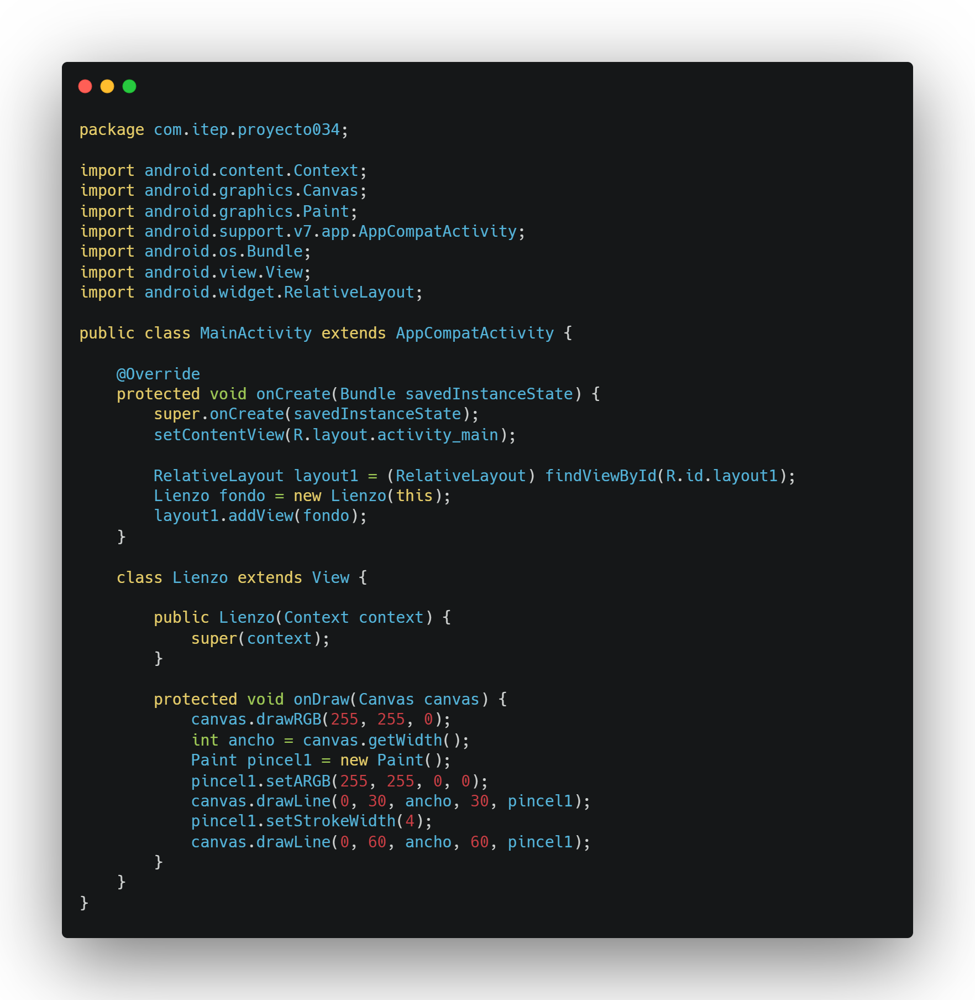 package com.itep.proyecto034;

import android.content.Context;
import android.graphics.Canvas;
import android.graphics.Paint;
import android.support.v7.app.AppCompatActivity;
import android.os.Bundle;
import android.view.View;
import android.widget.RelativeLayout;

public class MainActivity extends AppCompatActivity {

    @Override
    protected void onCreate(Bundle savedInstanceState) {
        super.onCreate(savedInstanceState);
        setContentView(R.layout.activity_main);

        RelativeLayout layout1 = (RelativeLayout) findViewById(R.id.layout1);
        Lienzo fondo = new Lienzo(this);
        layout1.addView(fondo);
    }

    class Lienzo extends View {

        public Lienzo(Context context) {
            super(context);
        }

        protected void onDraw(Canvas canvas) {
            canvas.drawRGB(255, 255, 0);
            int ancho = canvas.getWidth();
            Paint pincel1 = new Paint();
            pincel1.setARGB(255, 255, 0, 0);
            canvas.drawLine(0, 30, ancho, 30, pincel1);
            pincel1.setStrokeWidth(4);
            canvas.drawLine(0, 60, ancho, 60, pincel1);
        }
    }
}